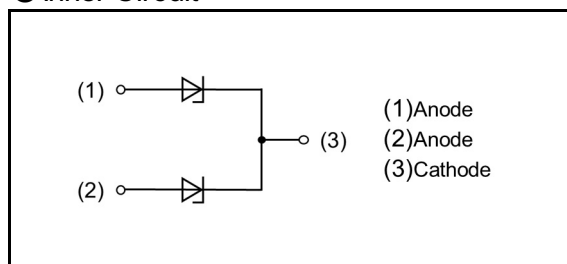 Inner Circuit
(1)
(2)
(3)
(1)Anode
(2)Anode
(3)Cathode